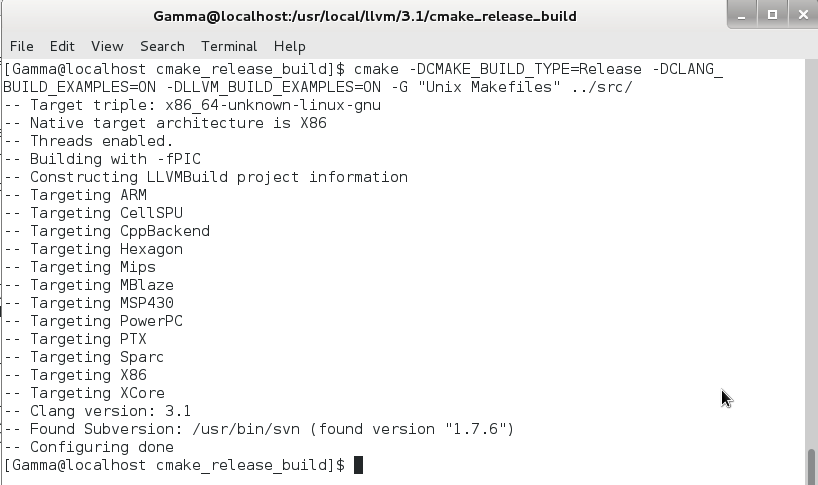 Gamma@localhost:/usr/local/llvm/3.1/cmake_release_build
File Edit View Search Terminal Help
[Gamma@localhost cmake_release_build]$ cmake -DCMAKE_BUILD_TYPE=Release -DCLANG_
BUILD_EXAMPLES=ON -DLLVM_BUILD_EXAMPLES=ON -G "Unix Makefiles" ../src/
-- Target triple: x86_64-unknown-linux-gnu
-- Native target architecture is X86
-- Threads enabled.
-- Building with -fPIC
-- Constructing LLVMBuild project information
-- Targeting ARM
-- Targeting CellSPU
-- Targeting CppBackend
-- Targeting Hexagon
-- Targeting Mips
-- Targeting MBlaze
-- Targeting MSP430
-- Targeting PowerPC
-- Targeting PTX
-- Targeting Sparc
-- Targeting X86
-- Targeting XCore
-- Clang version: 3.1
-- Found Subversion: /usr/bin/svn (found version "1.7.6")
-- Configuring done
[Gamma@localhost cmake_release_build]$